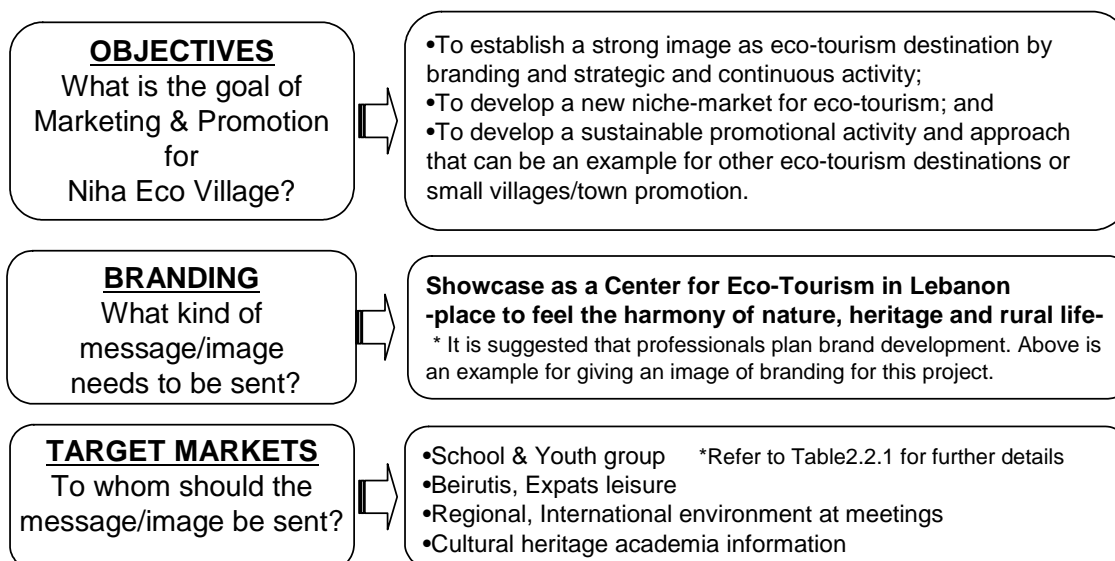 OBJECTIVES
What is the goal of
Marketing & Promotion
for
Niha Eco Village?
•To establish a strong image as eco-tourism destination by
branding and strategic and continuous activity;
•To develop a new niche-market for eco-tourism; and
•To develop a sustainable promotional activity and approach
that can be an example for other eco-tourism destinations or
small villages/town promotion.
BRANDING
What kind of
message/image
needs to be sent?
Showcase as a Center for Eco-Tourism in Lebanon
-place to feel the harmony of nature, heritage and rural life-
* It is suggested that professionals plan brand development. Above is
an example for giving an image of branding for this project.
TARGET MARKETS
To whom should the
message/image be sent?
•School & Youth group *Refer to Table2.2.1 for further details
•Beirutis, Expats leisure
•Regional, International environment at meetings
•Cultural heritage academia information